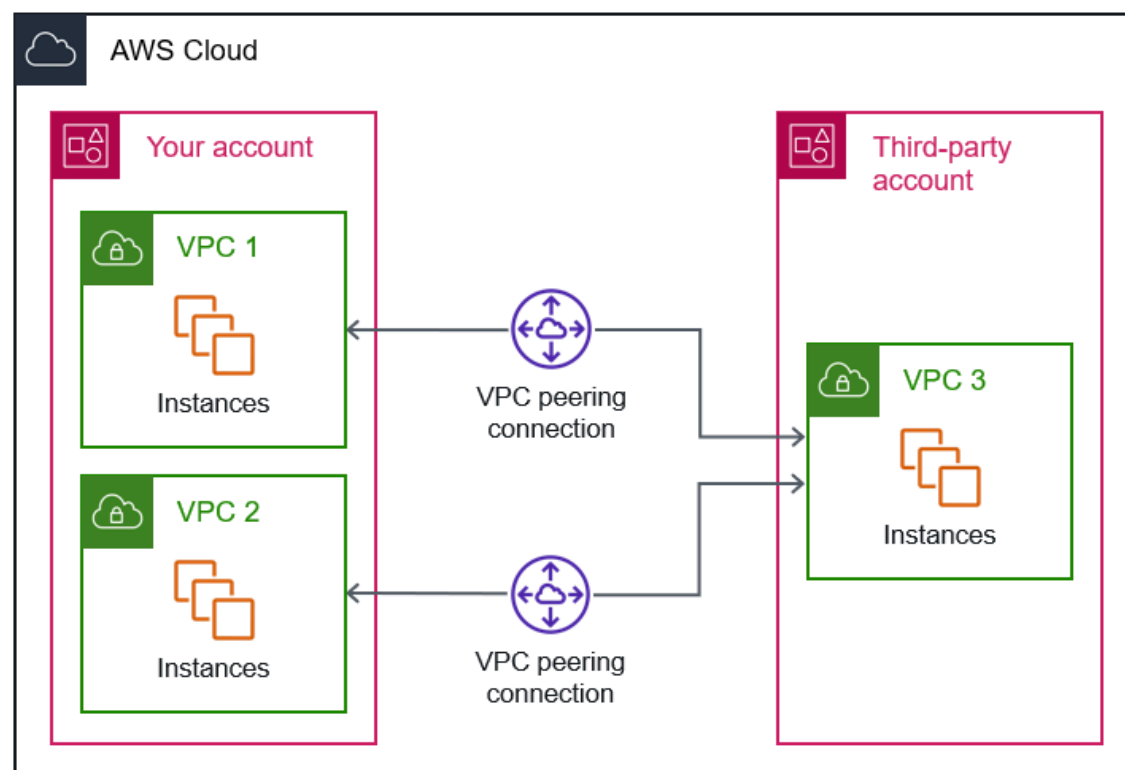 AWS Cloud
Your account
VPC 1
Instances
VPC 2
Instances
VPC peering
connection
VPC peering
connection
Third-party
account
VPC 3
Instances